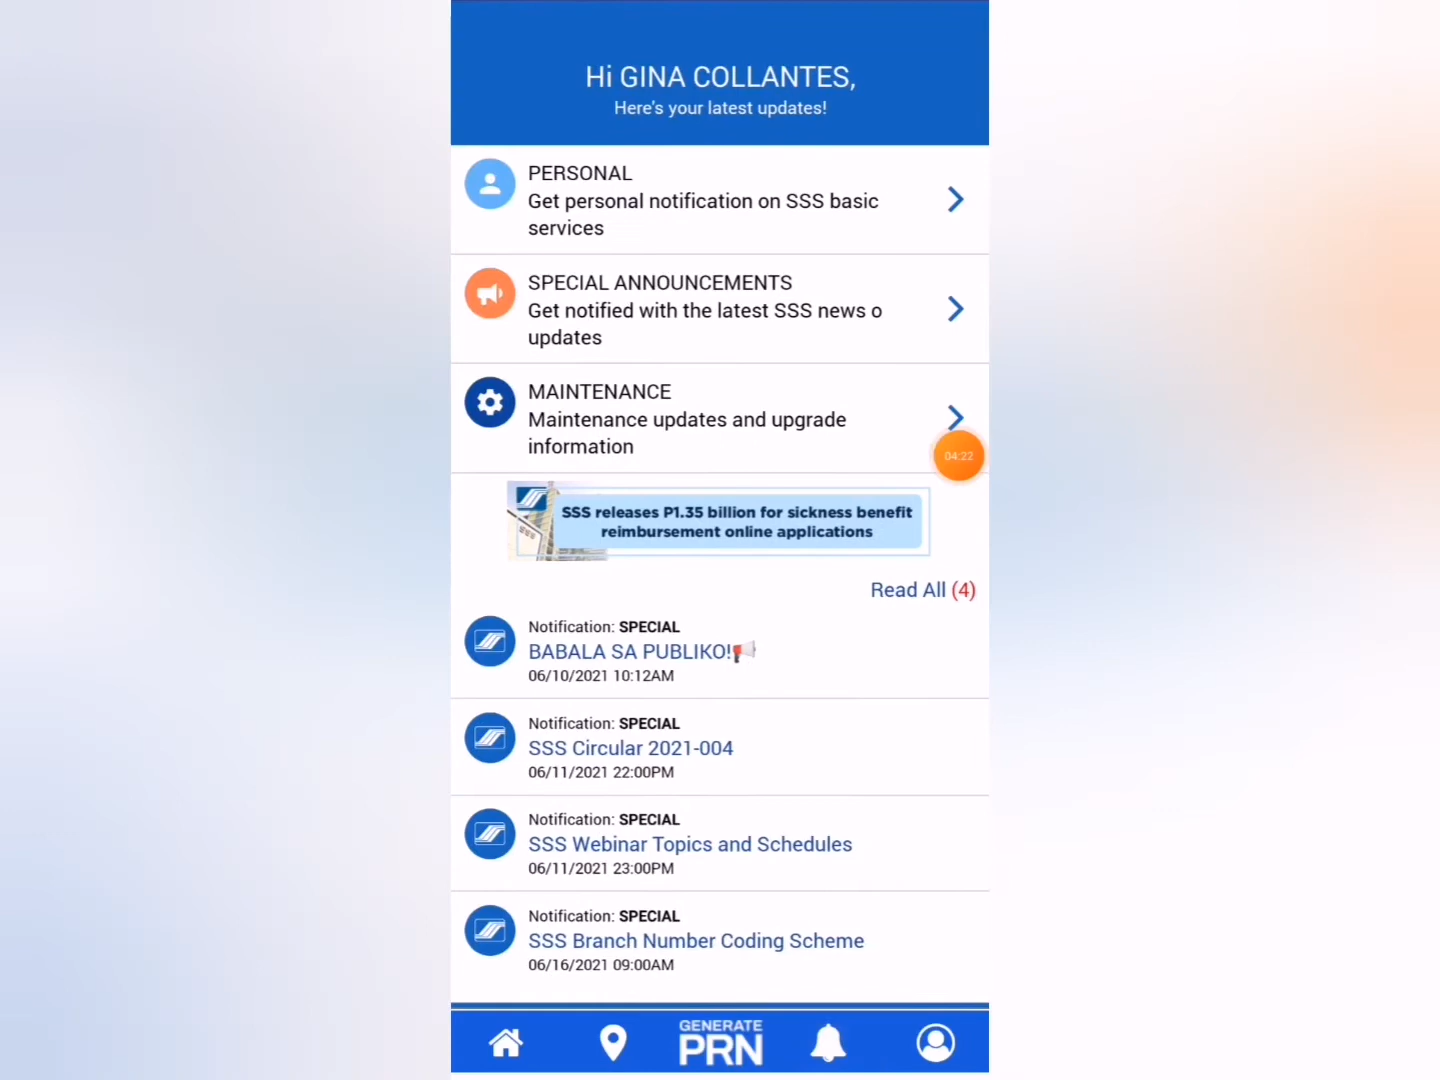 Hi GINA COLLANTES,
Here's your latest updates!
PERSONAL
Get personal notification on SSS basic
services
SPECIAL ANNOUNCEMENTS
Get notified with the latest SSS news o
updates
MAINTENANCE
Maintenance updates and upgrade
information
04:22
SSS
SSS releases P1.35 billion for sickness benefit
reimbursement online applications
Read All (4)
Notification: SPECIAL
BABALA SA PUBLIKO!
06/10/2021 10:12AM
Notification: SPECIAL
SSS Circular 2021-004
06/11/2021 22:00PM
Notification: SPECIAL
SSS Webinar Topics and Schedules
06/11/2021 23:00PM
Notification: SPECIAL
SSS Branch Number Coding Scheme
06/16/2021 09:00AM
GENERATE
PRN